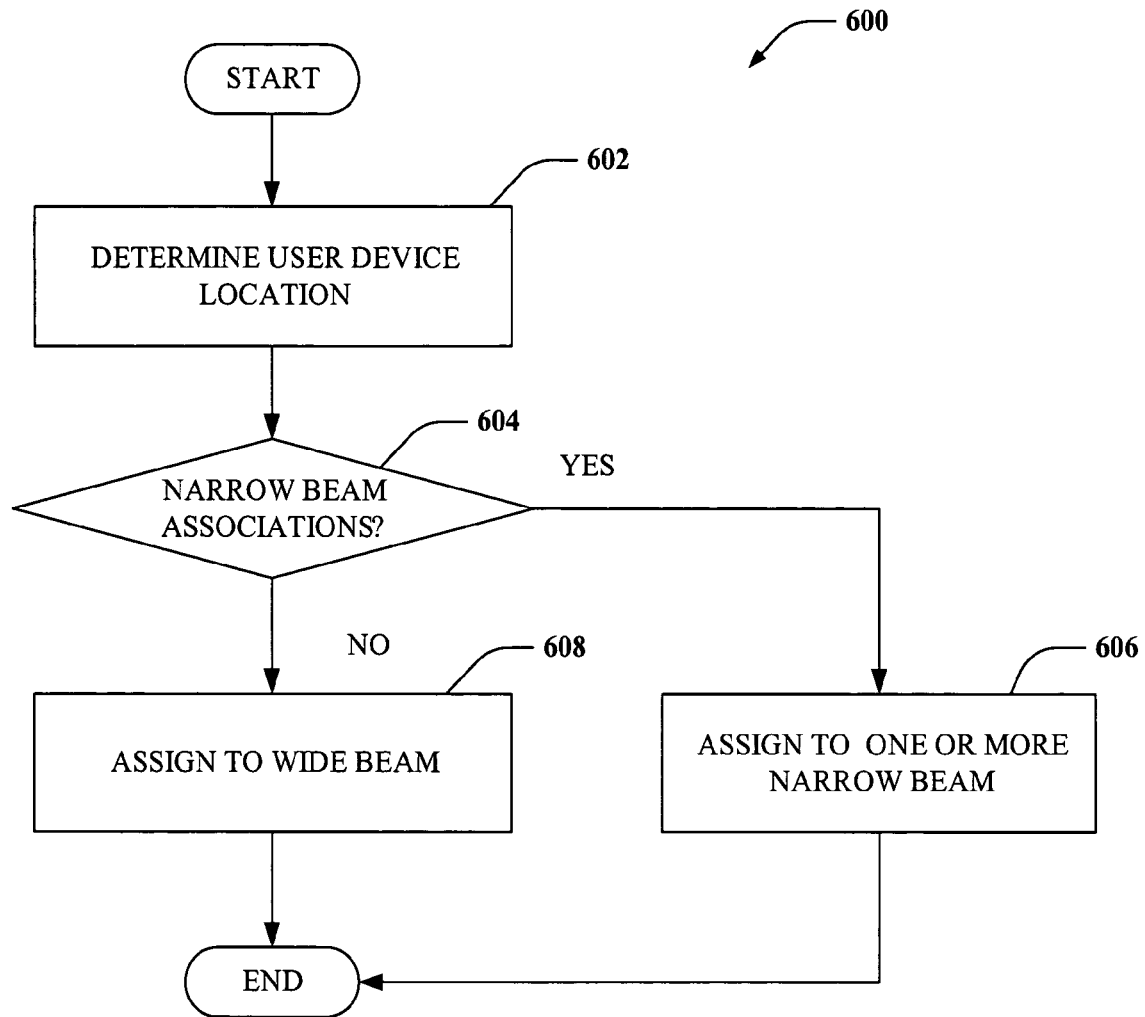 600
START
602
DETERMINE USER DEVICE
LOCATION
604
YES
NARROW BEAM
ASSOCIATIONS?
NO
608
606
ASSIGN TO WIDE BEAM
ASSIGN TO ONE OR MORE
NARROW BEAM
END